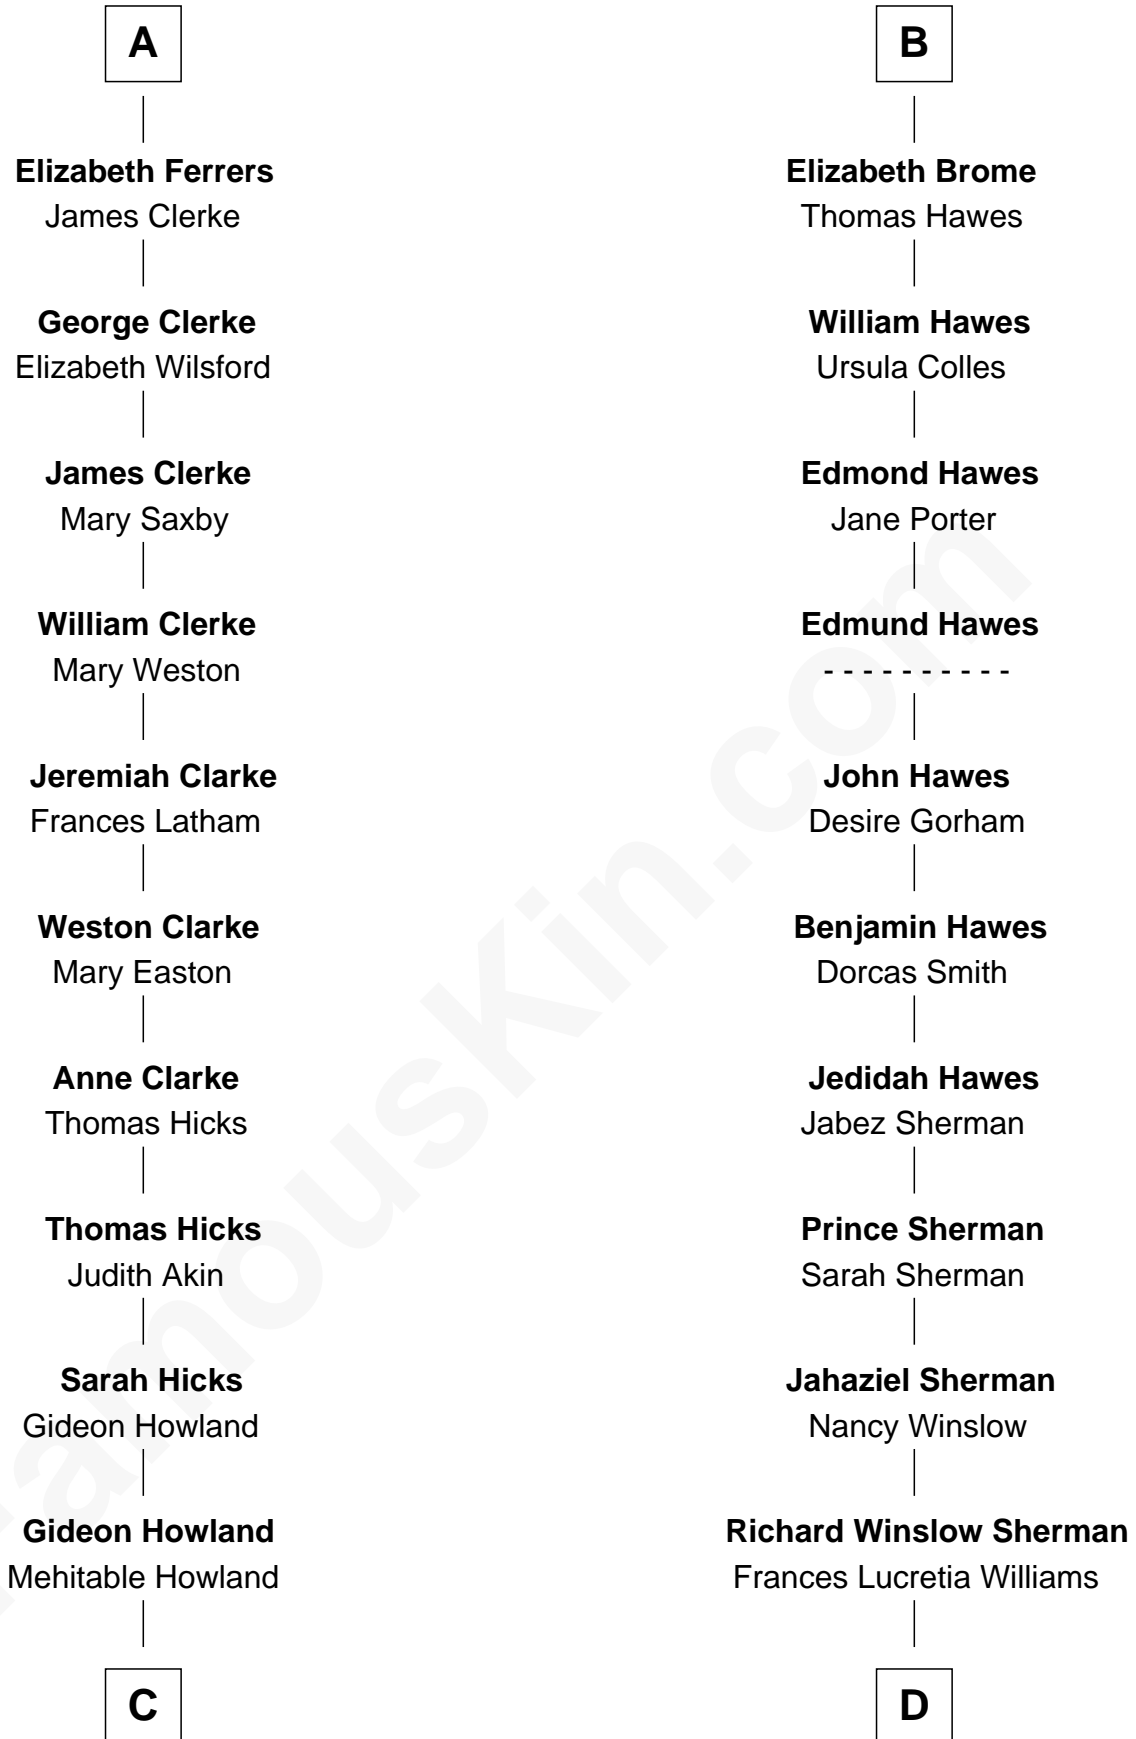 A
Elizabeth Ferrers
James Clerke
George Clerke
Elizabeth Wilsford
James Clerke
Mary Saxby
William Clerke
Mary Weston
Jeremiah Clarke
Frances Latham
Weston Clarke
Mary Easton
Anne Clarke
Thomas Hicks
Thomas Hicks
Judith Akin
Sarah Hicks
Gideon Howland
Gideon Howland
Mehitable Howland
C
B
Elizabeth Brome
Thomas Hawes
William Hawes
Ursula Colles
Edmond Hawes
Jane Porter
Edmund Hawes
- - - - - - - - - -
John Hawes
Desire Gorham
Benjamin Hawes
Dorcas Smith
Jedidah Hawes
Jabez Sherman
Prince Sherman
Sarah Sherman
Jahaziel Sherman
Nancy Winslow
Richard Winslow Sherman
Frances Lucretia Williams
D
FamousKin.com